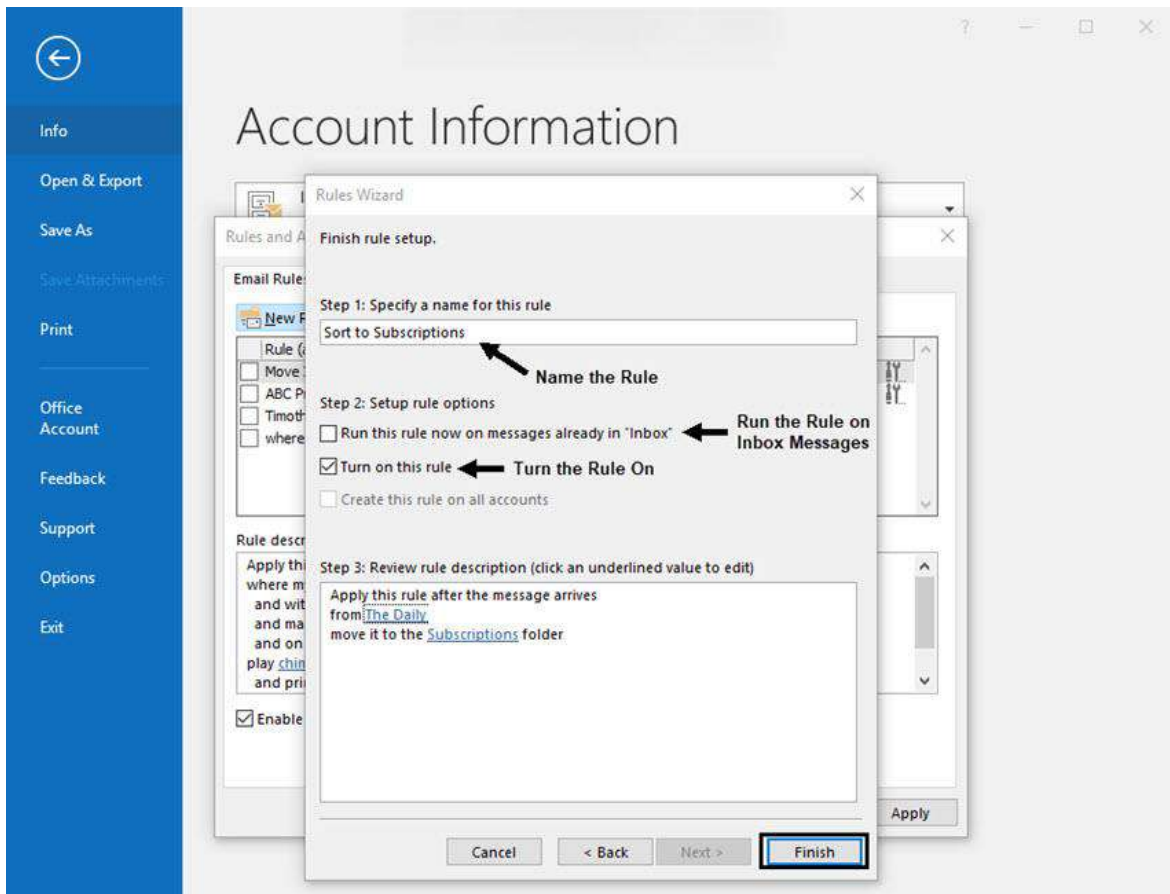 Account Information
Info
Open & Export
Save As
Save Attachments
Print
Office
Account
Feedback
Support
Options
Exit
Rules and A
Email Rule
New R
Rule (a
Move
ABC P
Timoth
where
Rule descr
Apply thi
where m
and wit
and ma
and on
play chim
and pri
Enable
Apply
Rules Wizard
Finish rule setup.
Step 1: Specify a name for this rule
Sort to Subscriptions
Name the Rule
Step 2: Setup rule options
Run this rule now on messages already in "Inbox"
Run the Rule on
Inbox Messages
Turn on this rule
Turn the Rule On
Create this rule on all accounts
Step 3: Review rule description (click an underlined value to edit)
Apply this rule after the message arrives
from The Daily
move it to the Subscriptions folder
Cancel
< Back
Next >
Finish